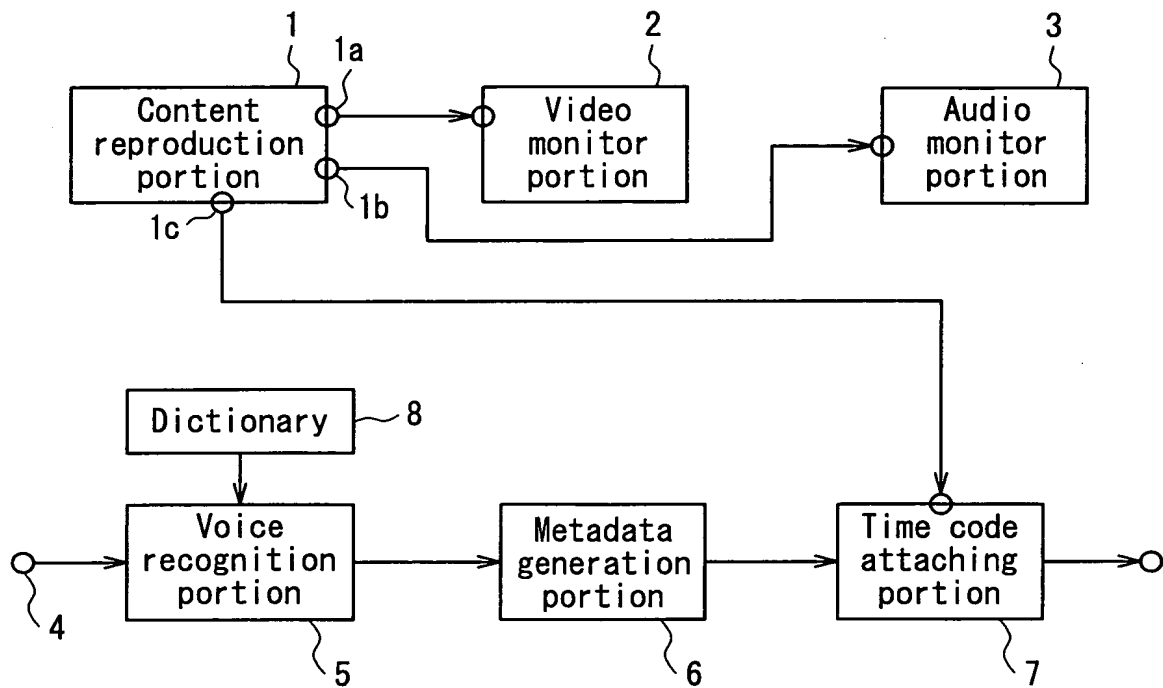 1
1a
2
3
Content
reproduction
portion
Video
monitor
portion
Audio
monitor
portion
1b
1c
Dictionary
8
Voice
recognition
portion
Metadata
generation
portion
Time code
attaching
portion
4
5
6
7